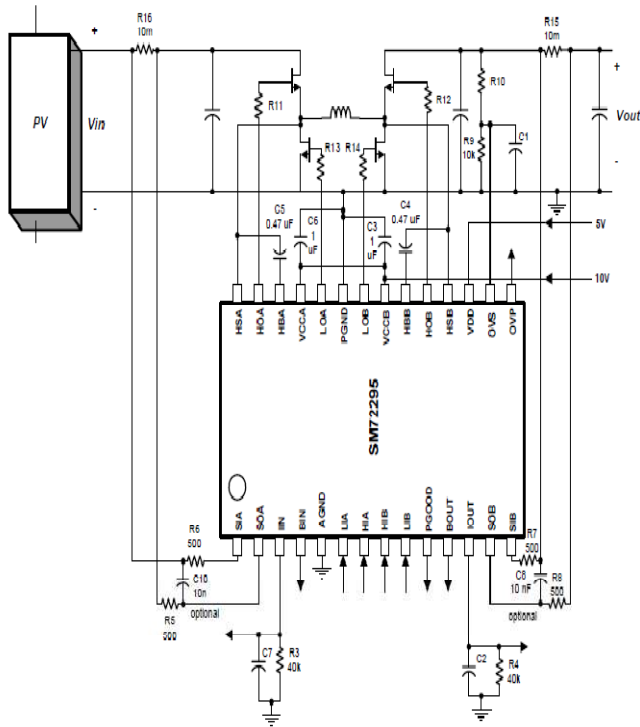 R16
10m
R15
10m
+
+
PV
Vin
R11
R12
R10
R13
R14
R9
10k
C1
Vout
-
-
C5
0.47 uF
C6
1
uF
C3
1
uF
C4
0.47 uF
5V
10V
HSA
HOA
HBA
VCCA
LOA
PGND
LOB
VCCB
HBB
HOB
HSB
VDD
OVS
OVP
SM72295
SIA
SOA
IIN
BIN
AGND
LIA
HIA
HIB
LIB
PGOOD
BOUT
IOUT
SOB
SIB
R6
500
R7
500
C10
10n
C8
10 nF
R8
500
optional
optional
R5
500
C7
R3
40k
C2
R4
40k